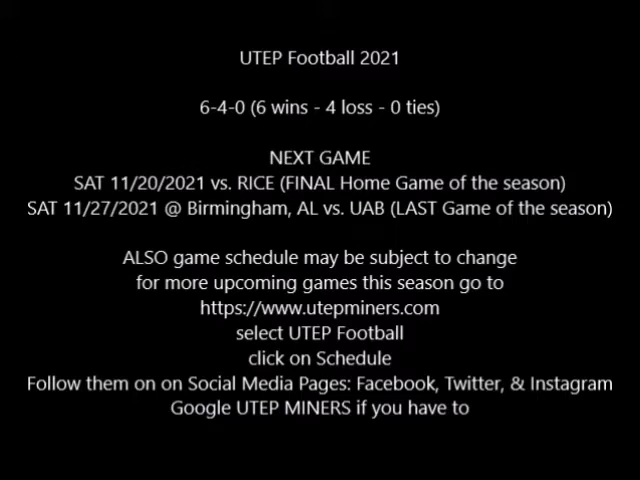 UTEP Football 2021
6-4-0 (6 wins - 4 loss - 0 ties)
NEXT GAME
SAT 11/20/2021 vs. RICE (FINAL Home Game of the season)
SAT 11/27/2021 @ Birmingham, AL vs. UAB (LAST Game of the season)
ALSO game schedule may be subject to change
for more upcoming games this season go to
https://www.utepminers.com
select UTEP Football
click on Schedule
Follow them on on Social Media Pages: Facebook, Twitter, & Instagram
Google UTEP MINERS if you have to